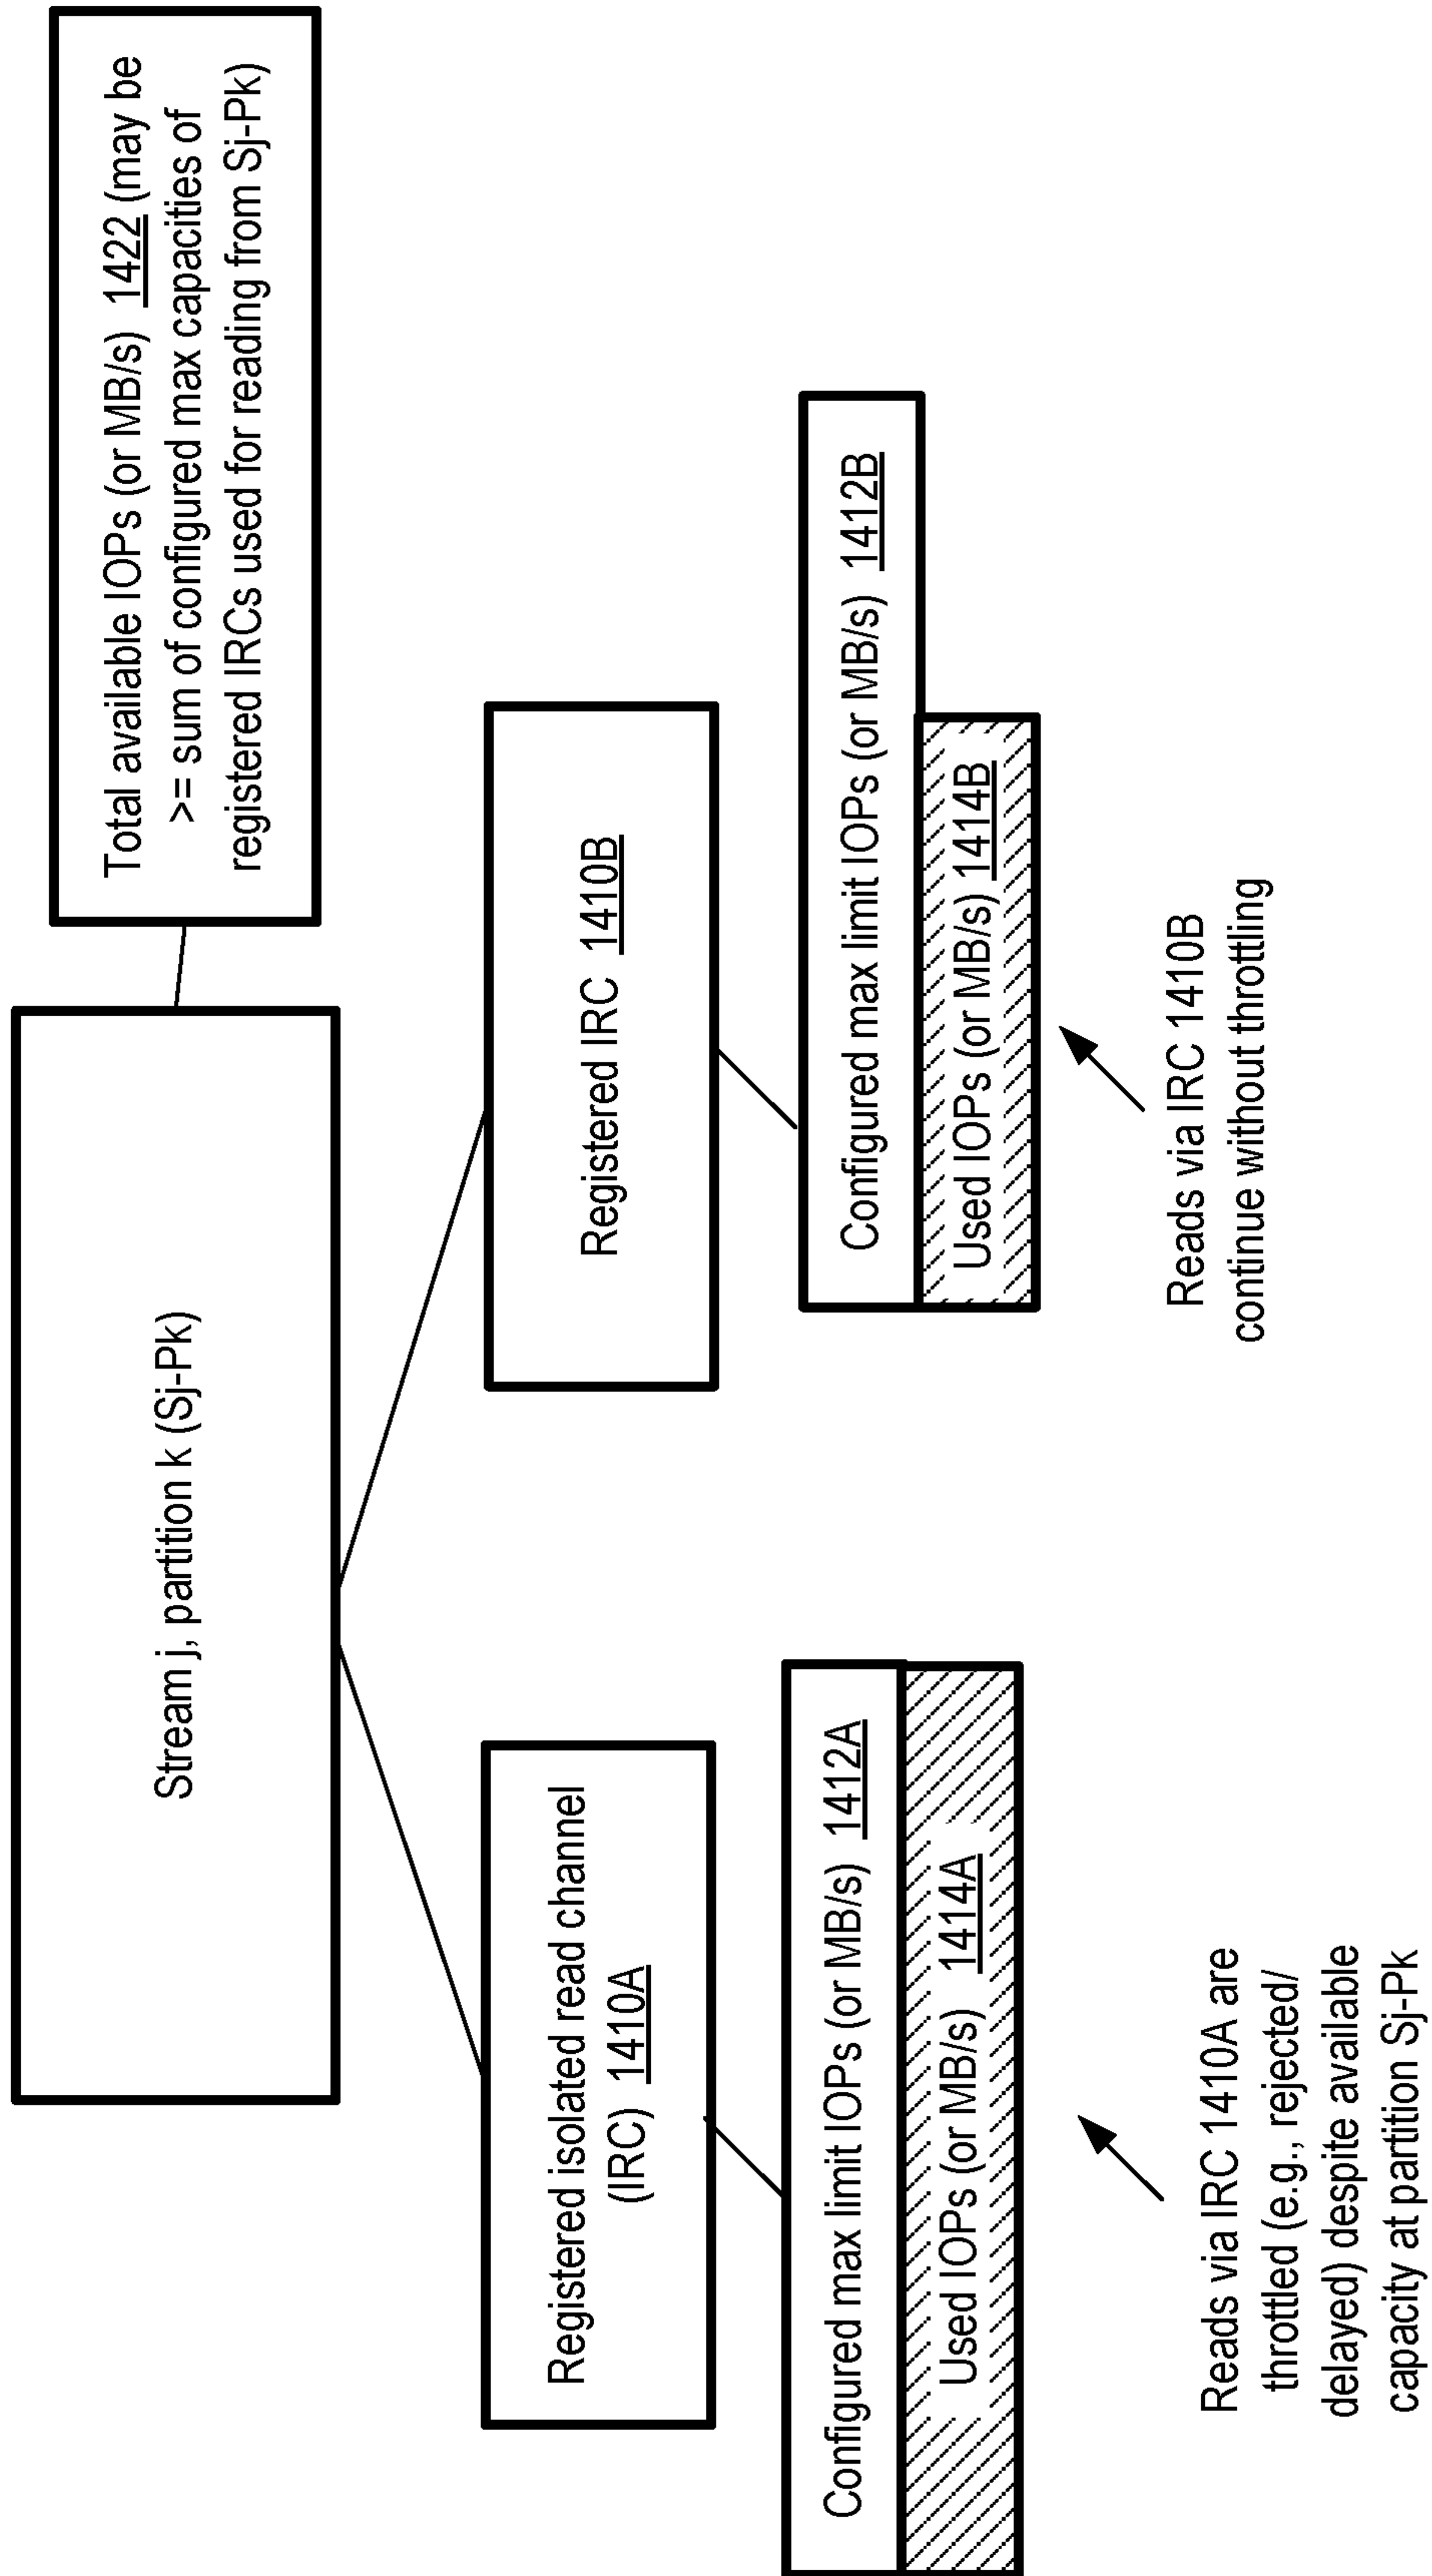 Stream j, partition k (Sj-Pk)
Total available IOPs (or MB/s) 1422 (may be
>= sum of configured max capacities of
registered IRCs used for reading from Sj-Pk)
Registered isolated read channel
(IRC) 1410A
Registered IRC 1410B
Configured max limit IOPs (or MB/s) 1412A
Used IOPs (or MB/s) 1414A
Configured max limit IOPs (or MB/s) 1412B
Used IOPs (or MB/s) 1414B
Reads via IRC 1410A are
throttled (e.g., rejected/
delayed) despite available
capacity at partition Sj-Pk
Reads via IRC 1410B
continue without throttling